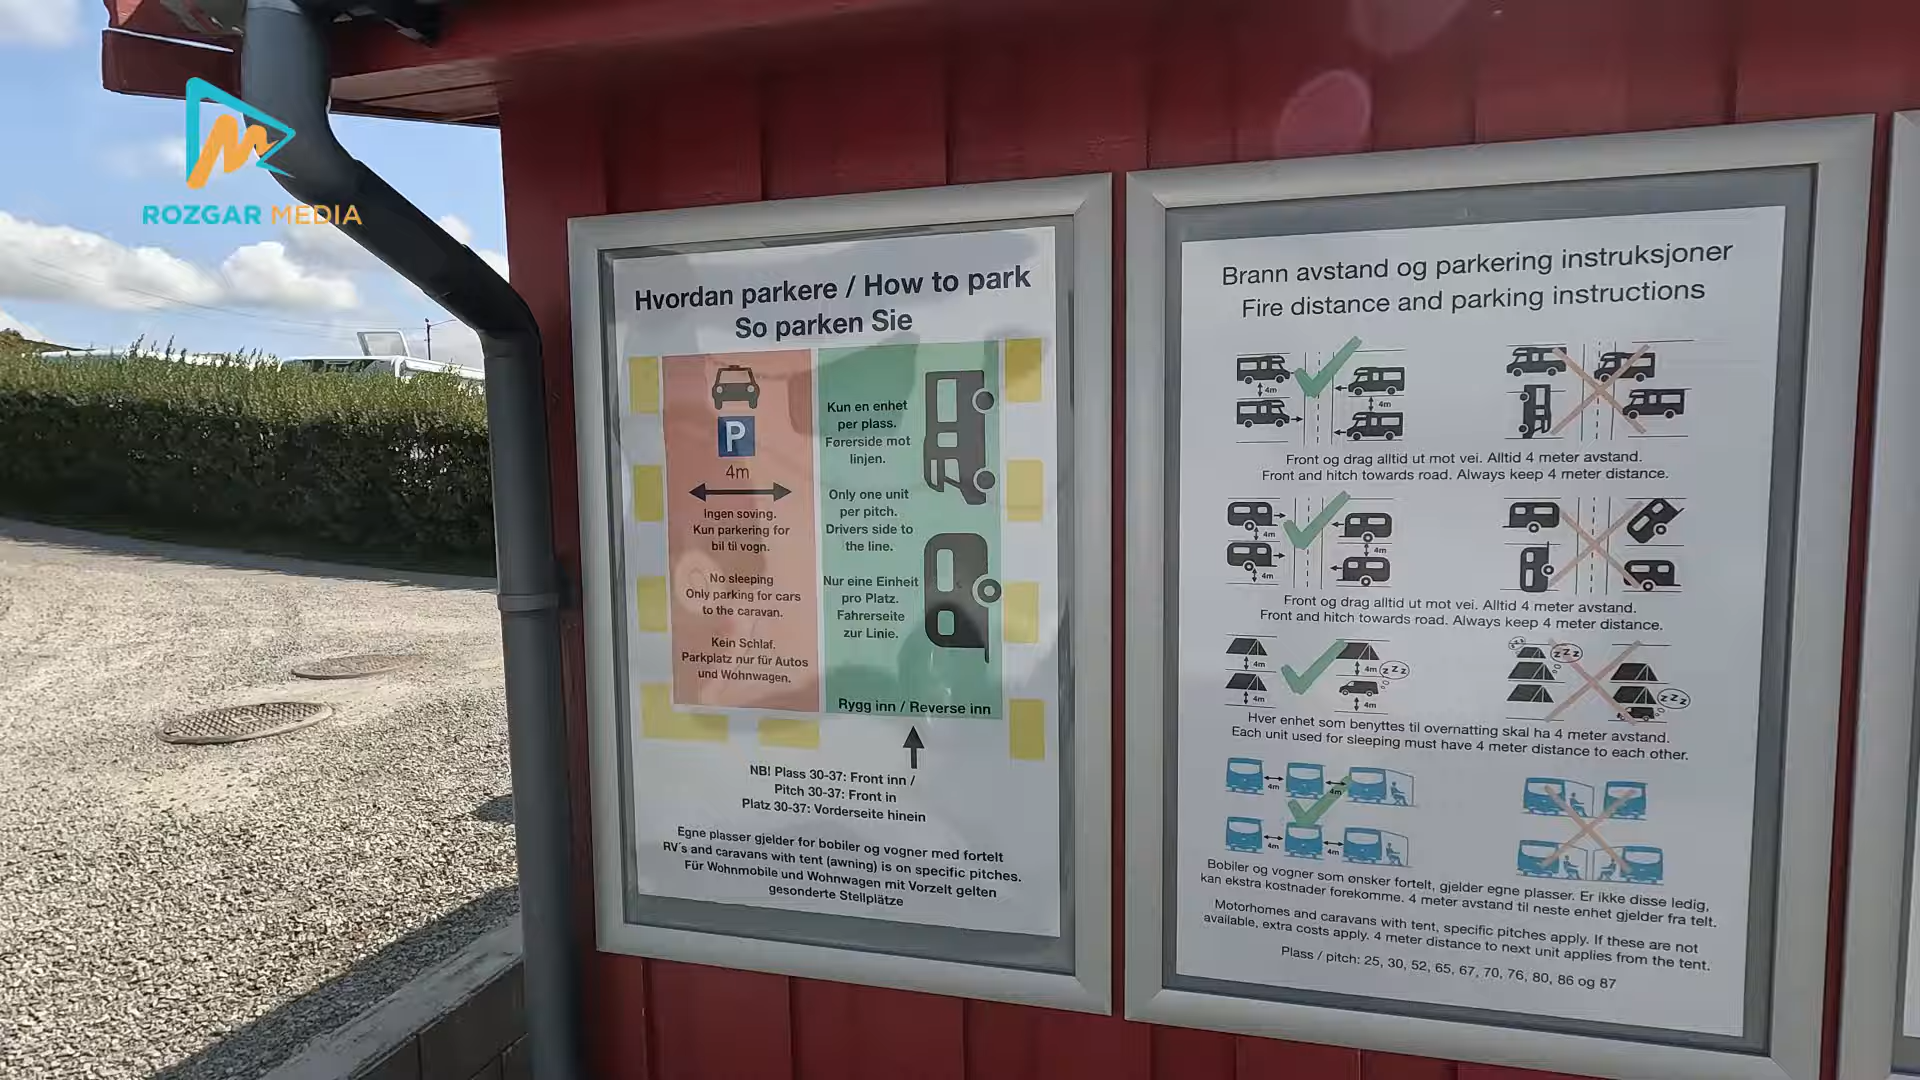 ROZGAR MEDIA
Hvordan parkere / How to park
So parken Sie
P
4m
Ingen soving.
Kun parkering for
bil til vogn.
No sleeping
Only parking for cars
to the caravan.
Kein Schlaf.
Parkplatz nur für Autos
und Wohnwagen.
Kun en enhet
per plass.
Førerside mot
linjen.
Only one unit
per pitch.
Drivers side to
the line.
Nur eine Einheit
pro Platz.
Fahrerseite
zur Linie.
Rygg inn / Reverse inn
NB! Plass 30-37: Front inn /
Pitch 30-37: Front in
Platz 30-37: Vorderseite hinein
Egne plasser gjelder for bobiler og vogner med fortelt
RV's and caravans with tent (awning) is on specific pitches.
Für Wohnmobile und Wohnwagen mit Vorzelt gelten
gesonderte Stellplätze
Brann avstand og parkering instruksjoner
Fire distance and parking instructions
4m
4m
Front og drag alltid ut mot vei. Alltid 4 meter avstand.
Front and hitch towards road. Always keep 4 meter distance.
4m
4m
4m
Front og drag alltid ut mot vei. Alltid 4 meter avstand.
Front and hitch towards road. Always keep 4 meter distance.
zzz
4m
4m
zzz
zzz
4m
4m
Hver enhet som benyttes til overnatting skal ha 4 meter avstand.
Each unit used for sleeping must have 4 meter distance to each other.
4m
4m
4m
4m
Bobiler og vogner som ønsker fortelt, gjelder egne plasser. Er ikke disse ledig,
kan ekstra kostnader forekomme. 4 meter avstand til neste enhet gjelder fra telt.
Motorhomes and caravans with tent, specific pitches apply. If these are not
available, extra costs apply. 4 meter distance to next unit applies from the tent.
Plass / pitch: 25, 30, 52, 65, 67, 70, 76, 80, 86 og 87